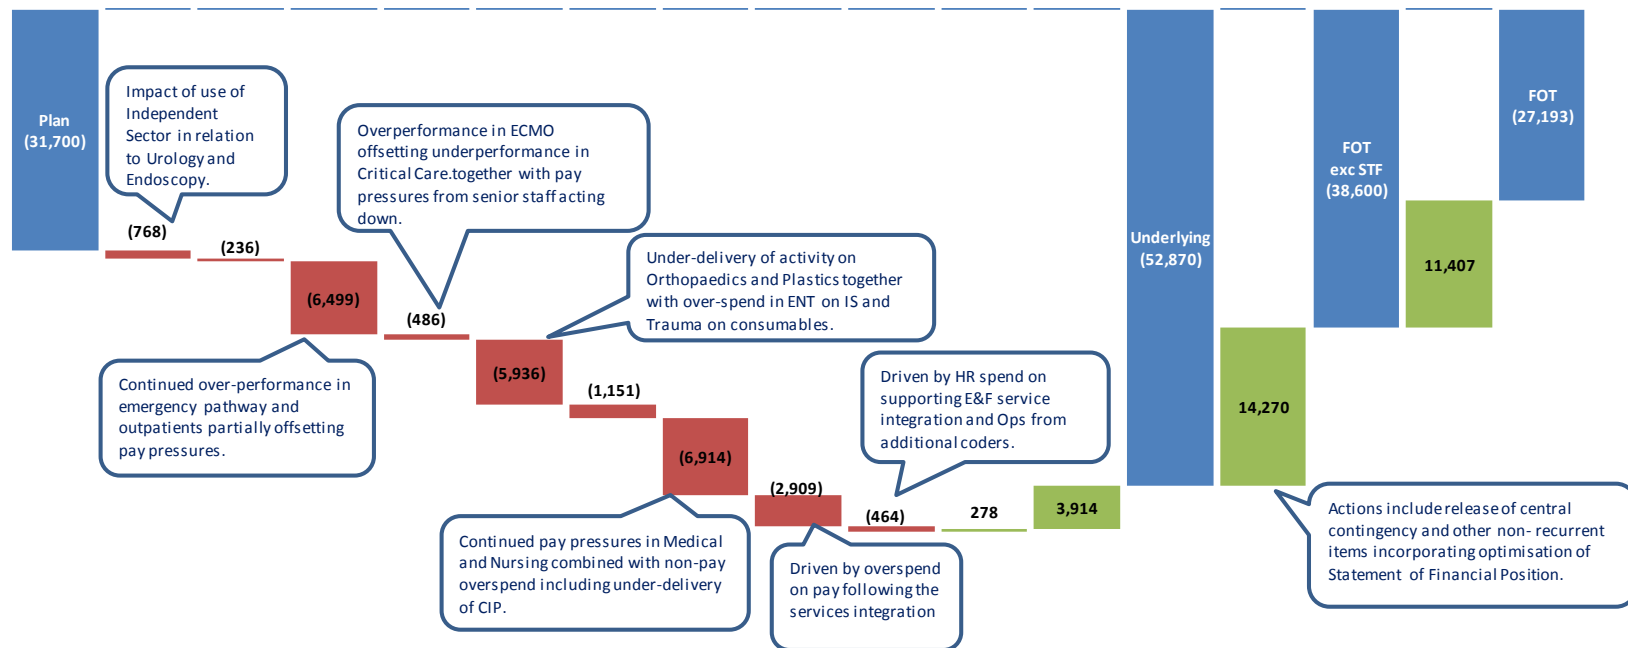 Plan
(31,700)
Impact of use of
Independent
Sector in relation
to Urology and
Endoscopy.
(768)
(236)
(6,499)
Continued over-performance in
emergency pathway and
outpatients partially offsetting
pay pressures.
Overperformance in ECMO
offsetting underperformance in
Critical Care.together with pay
pressures from senior staff acting
down.
(486)
Under-delivery of activity on
Orthopaedics and Plastics together
with over-spend in ENT on IS and
Trauma on consumables.
(5,936)
(1,151)
(6,914)
Continued pay pressures in Medical
and Nursing combined with non-pay
overspend including under-delivery
of CIP.
(2,909)
Driven by overspend
on pay following the
services integration
Driven by HR spend on
supporting E&F service
integration and Ops from
additional coders.
(464)
278
3,914
Underlying
(52,870)
14,270
Actions include release of central
contingency and other non- recurrent
items incorporating optimisation of
Statement of Financial Position.
FOT
exc STF
(38,600)
11,407
FOT
(27,193)